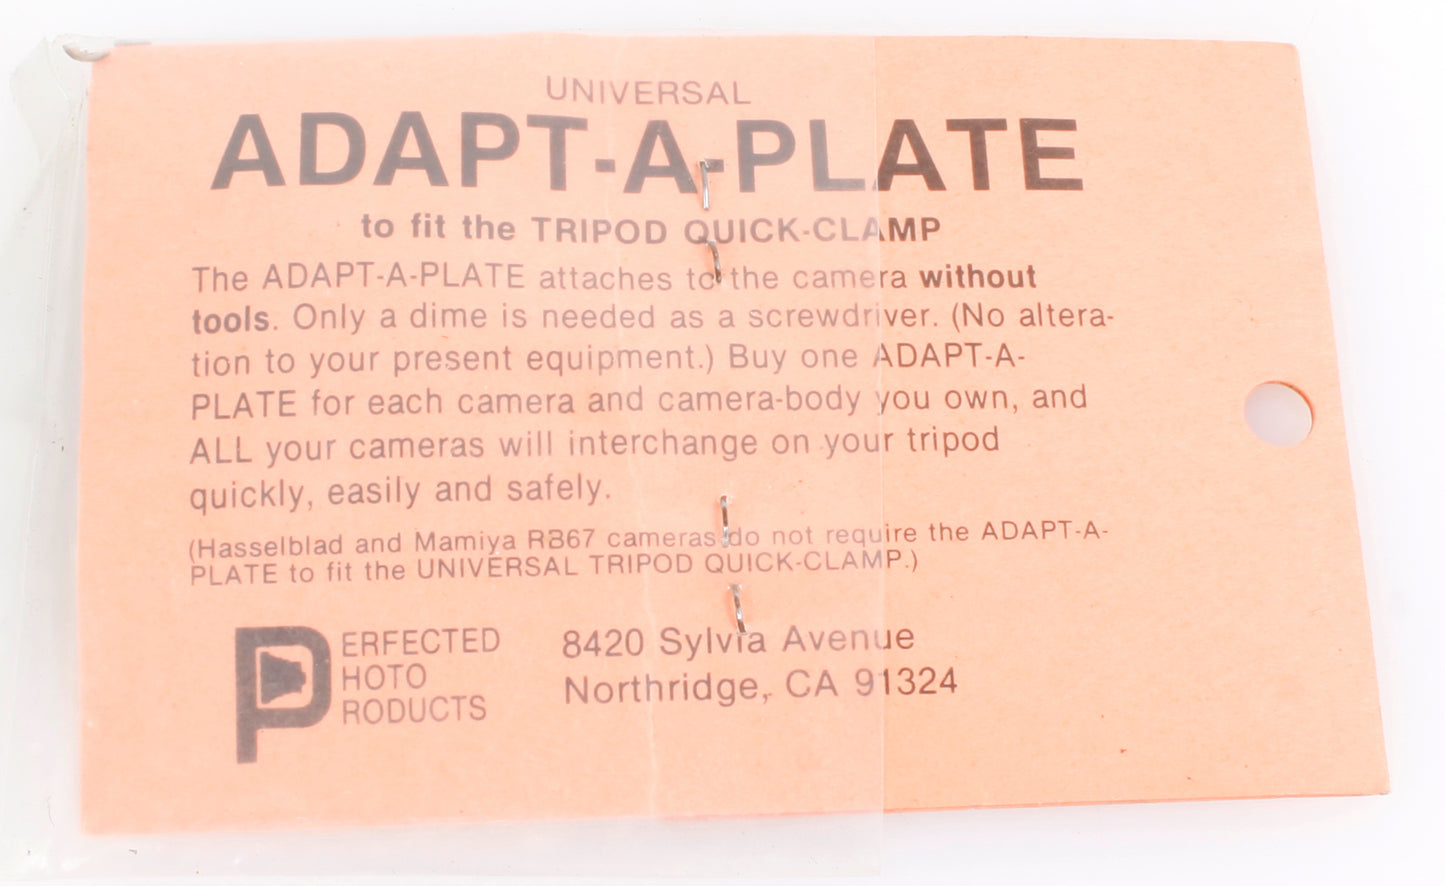 UNIVERSAL
ADAPT-A-PLATE
to fit the TRIPOD QUICK-CLAMP
The ADAPT-A-PLATE attaches to the camera without
tools. Only a dime is needed as a screwdriver. (No altera-
tion to your present equipment.) Buy one ADAPT-A-
PLATE for each camera and camera-body you own, and
ALL your cameras will interchange on your tripod
quickly, easily and safely.
(Hasselblad and Mamiya RB67 cameras do not require the ADAPT-A-
PLATE to fit the UNIVERSAL TRIPOD QUICK-CLAMP.)
PERFECTED
HOTO
RODUCTS
8420 Sylvia Avenue
Northridge, CA 91324